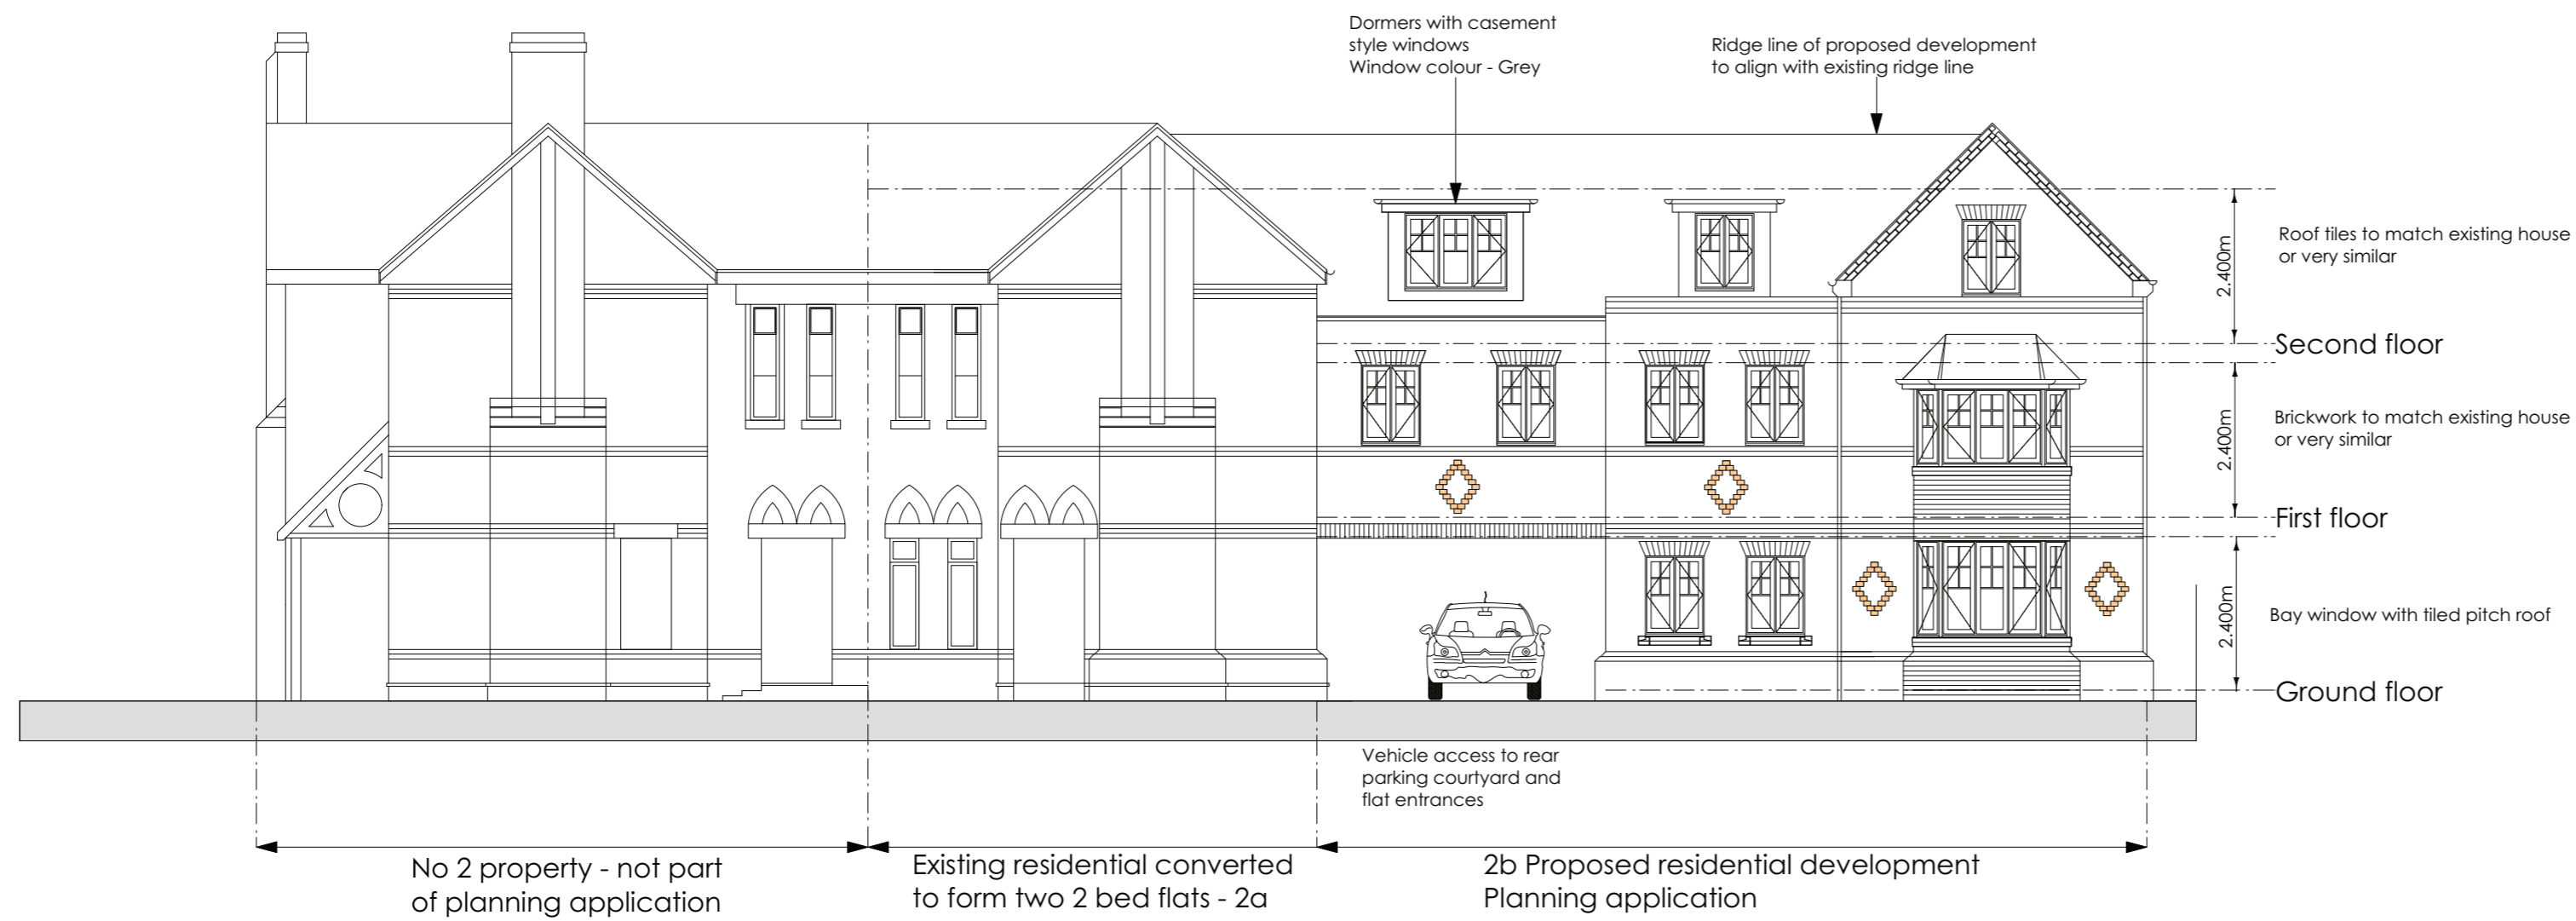 Dormers with casement
style windows
Window colour - Grey
Ridge line of proposed development
to align with existing ridge line
Roof tiles to match existing house
or very similar
2.400m
Second floor
Brickwork to match existing house
or very similar
2.400m
First floor
Bay window with tiled pitch roof
2.400m
Ground floor
Vehicle access to rear
parking courtyard and
flat entrances
No 2 property - not part
of planning application
Existing residential converted
to form two 2 bed flats - 2a
2b Proposed residential development
Planning application